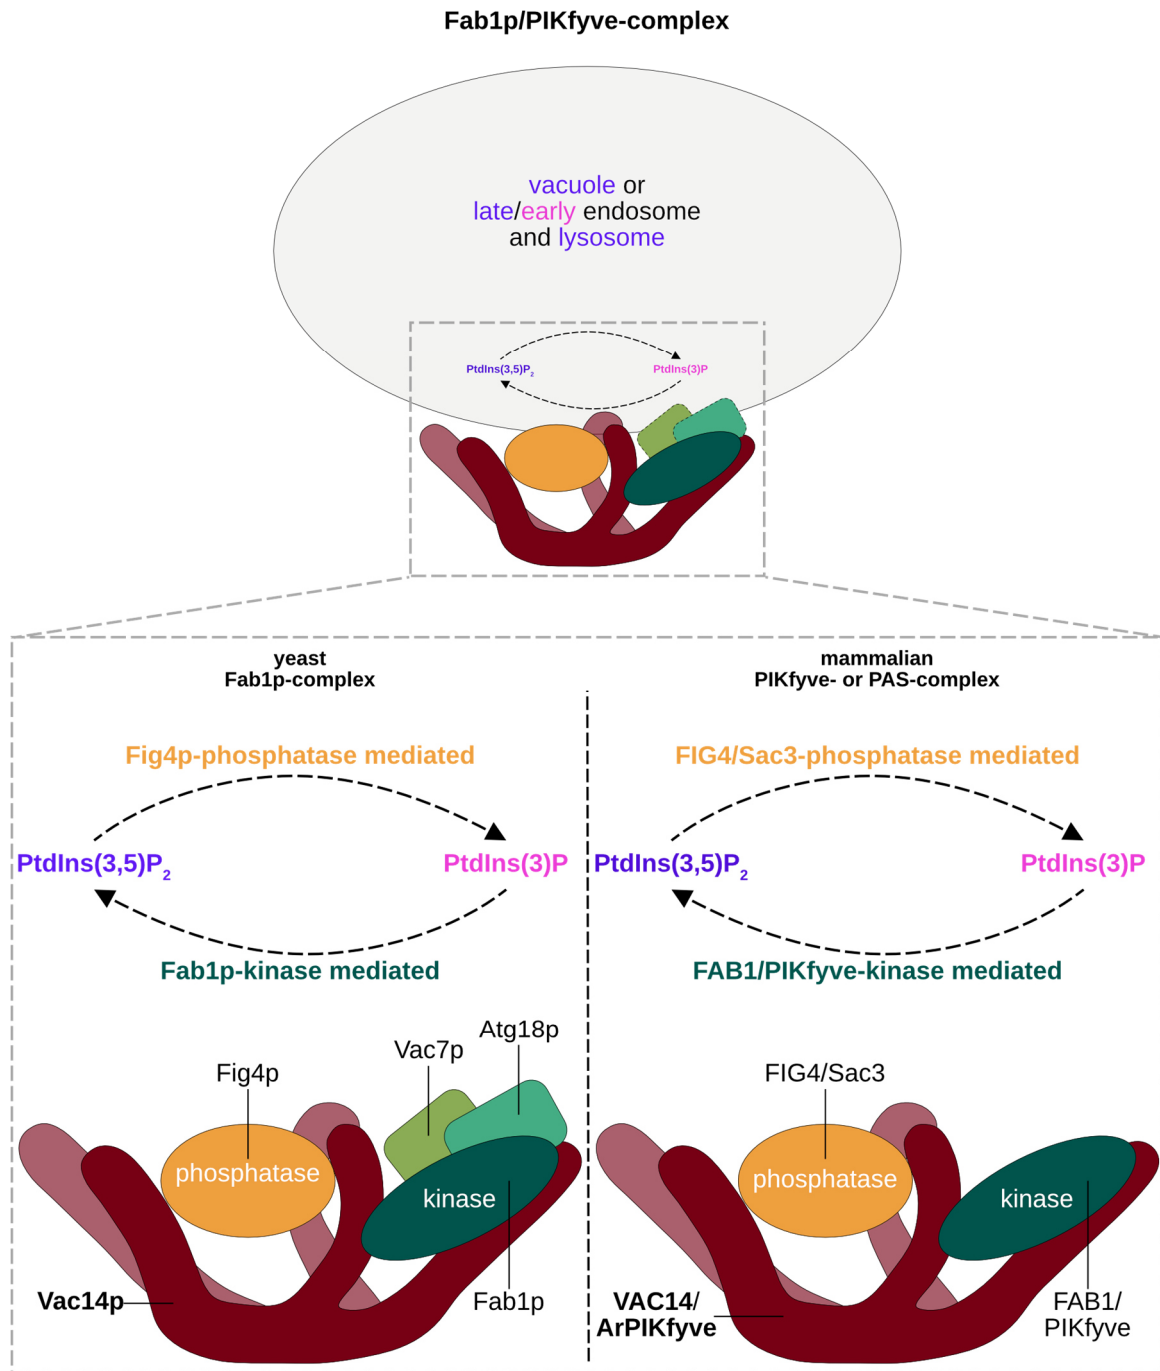 Fab1p/PIKfyve-complex
vacuole or
late/early endosome
and lysosome
PtdIns(3,5)P2
PtdIns(3)P
yeast
Fab1p-complex
Fig4p-phosphatase mediated
PtdIns(3,5)P2
PtdIns(3)P
Fab1p-kinase mediated
Atg18p
Vac7p
Fig4p
phosphatase
kinase
Vac14p
Fab1p
mammalian
PIKfyve- or PAS-complex
FIG4/Sac3-phosphatase mediated
PtdIns(3,5)P2
PtdIns(3)P
FAB1/PIKfyve-kinase mediated
FIG4/Sac3
phosphatase
kinase
VAC14/
ArPIKfyve
FAB1/
PIKfyve